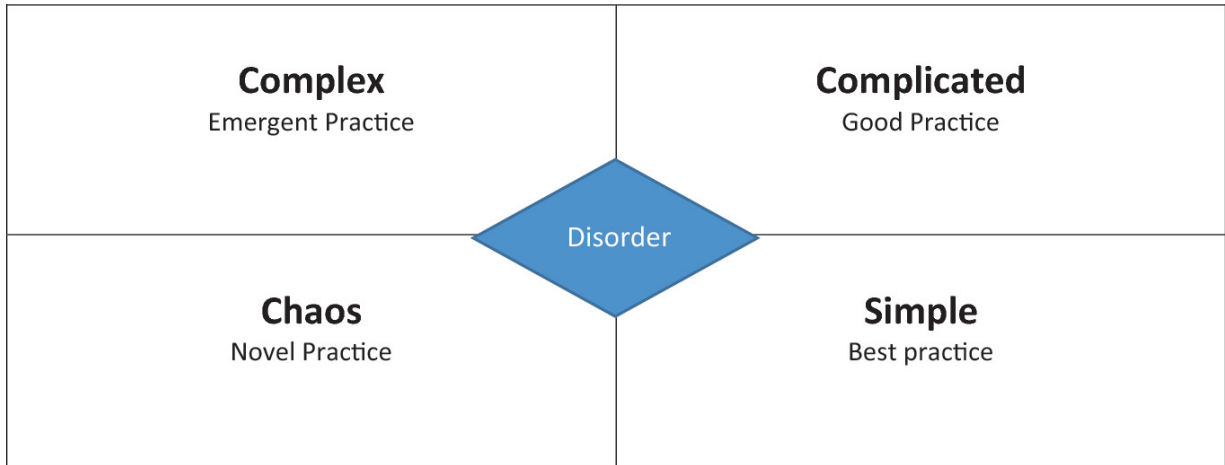 Complex
Emergent Practice
Complicated
Good Practice
Disorder
Chaos
Novel Practice
Simple
Best practice